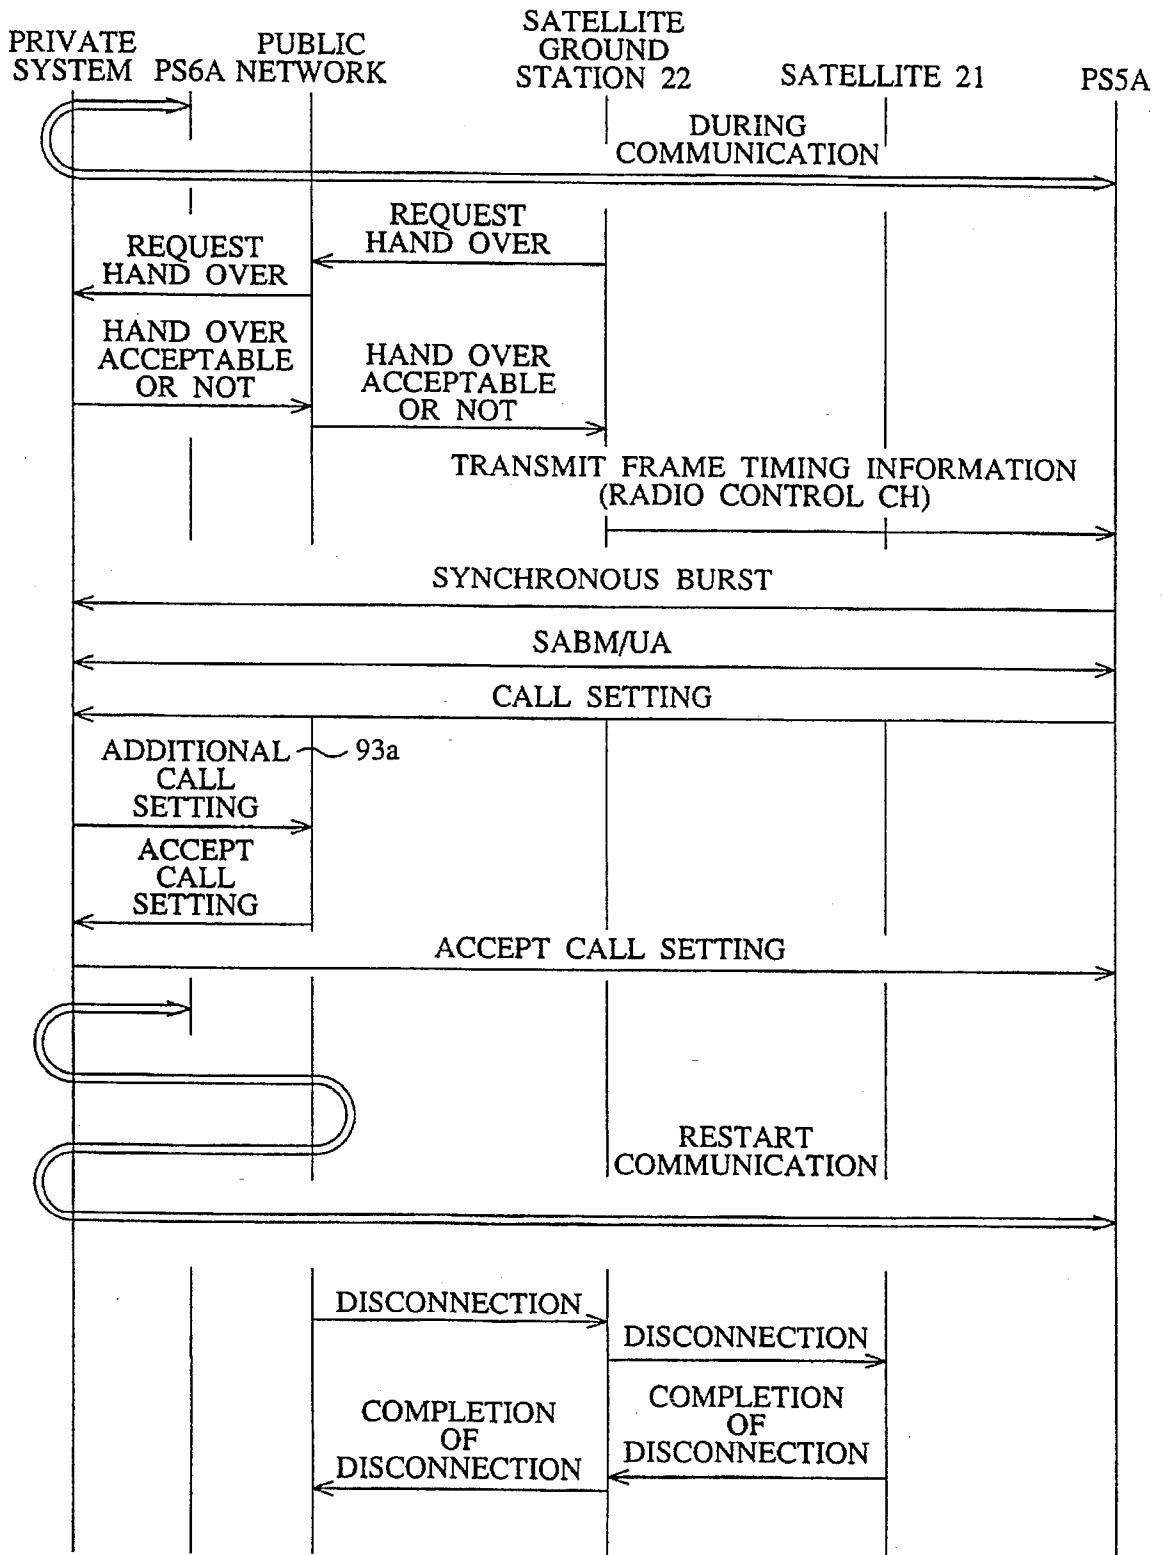 PRIVATE
SYSTEM
PS6A
PUBLIC
NETWORK
SATELLITE
GROUND
STATION 22
SATELLITE 21
PS5A
DURING
COMMUNICATION
REQUEST
HAND OVER
REQUEST
HAND OVER
HAND OVER
ACCEPTABLE
OR NOT
HAND OVER
ACCEPTABLE
OR NOT
TRANSMIT FRAME TIMING INFORMATION
(RADIO CONTROL CH)
SYNCHRONOUS BURST
SABM/UA
CALL SETTING
ADDITIONAL
CALL
SETTING
93a
ACCEPT
CALL
SETTING
ACCEPT CALL SETTING
RESTART
COMMUNICATION
DISCONNECTION
DISCONNECTION
COMPLETION
OF
DISCONNECTION
COMPLETION
OF
DISCONNECTION